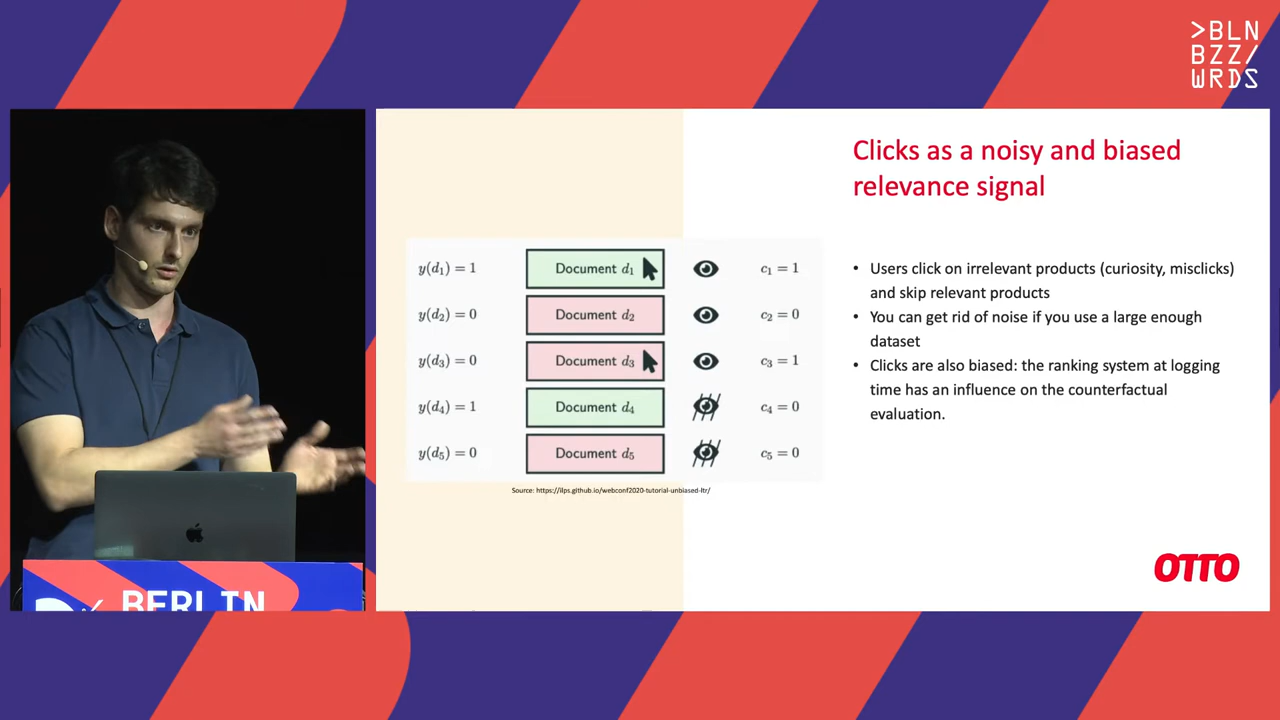 >BLN
BZZ/
WRDS
Clicks as a noisy and biased
relevance signal
y(d₁) = 1 Document d₁ c₁ = 1
y(d₂) = 0 Document d₂ c₂ = 0
y(d₃) = 0 Document d₃ c₃ = 1
y(d₄) = 1 Document d₄ c₄ = 0
y(d₅) = 0 Document d₅ c₅ = 0
Source: https://ilps.github.io/webconf2020-tutorial-unbiased-ltr/
• Users click on irrelevant products (curiosity, misclicks)
and skip relevant products
• You can get rid of noise if you use a large enough
dataset
• Clicks are also biased: the ranking system at logging
time has an influence on the counterfactual
evaluation.
OTTO
BERLIN